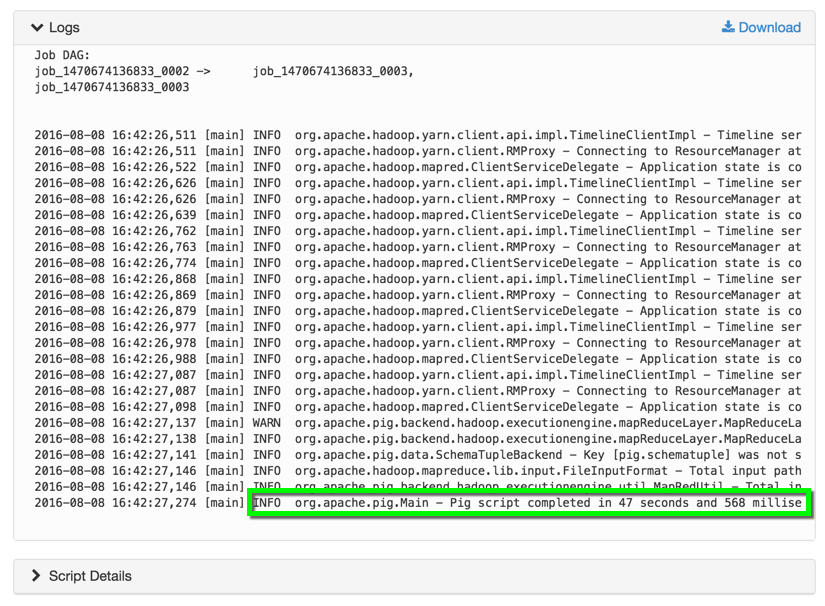 Logs
Download
Job DAG:
job_1470674136833_0002 -> job_1470674136833_0003,
job_1470674136833_0003
2016-08-08 16:42:26,511 [main] INFO org.apache.hadoop.yarn.client.api.impl.TimelineClientImpl - Timeline ser
2016-08-08 16:42:26,511 [main] INFO org.apache.hadoop.yarn.client.RMProxy - Connecting to ResourceManager at
2016-08-08 16:42:26,522 [main] INFO org.apache.hadoop.mapred.ClientServiceDelegate - Application state is co
2016-08-08 16:42:26,626 [main] INFO org.apache.hadoop.yarn.client.api.impl.TimelineClientImpl - Timeline ser
2016-08-08 16:42:26,626 [main] INFO org.apache.hadoop.yarn.client.RMProxy - Connecting to ResourceManager at
2016-08-08 16:42:26,639 [main] INFO org.apache.hadoop.mapred.ClientServiceDelegate - Application state is co
2016-08-08 16:42:26,762 [main] INFO org.apache.hadoop.yarn.client.api.impl.TimelineClientImpl - Timeline ser
2016-08-08 16:42:26,763 [main] INFO org.apache.hadoop.yarn.client.RMProxy - Connecting to ResourceManager at
2016-08-08 16:42:26,774 [main] INFO org.apache.hadoop.mapred.ClientServiceDelegate - Application state is co
2016-08-08 16:42:26,868 [main] INFO org.apache.hadoop.yarn.client.api.impl.TimelineClientImpl - Timeline ser
2016-08-08 16:42:26,869 [main] INFO org.apache.hadoop.yarn.client.RMProxy - Connecting to ResourceManager at
2016-08-08 16:42:26,879 [main] INFO org.apache.hadoop.mapred.ClientServiceDelegate - Application state is co
2016-08-08 16:42:26,977 [main] INFO org.apache.hadoop.yarn.client.api.impl.TimelineClientImpl - Timeline ser
2016-08-08 16:42:26,978 [main] INFO org.apache.hadoop.yarn.client.RMProxy - Connecting to ResourceManager at
2016-08-08 16:42:26,988 [main] INFO org.apache.hadoop.mapred.ClientServiceDelegate - Application state is co
2016-08-08 16:42:27,087 [main] INFO org.apache.hadoop.yarn.client.api.impl.TimelineClientImpl - Timeline ser
2016-08-08 16:42:27,087 [main] INFO org.apache.hadoop.yarn.client.RMProxy - Connecting to ResourceManager at
2016-08-08 16:42:27,098 [main] INFO org.apache.hadoop.mapred.ClientServiceDelegate - Application state is co
2016-08-08 16:42:27,137 [main] WARN org.apache.pig.backend.hadoop.executionengine.mapReduceLayer.MapReduceLa
2016-08-08 16:42:27,138 [main] INFO org.apache.pig.backend.hadoop.executionengine.mapReduceLayer.MapReduceLa
2016-08-08 16:42:27,141 [main] INFO org.apache.pig.data.SchemaTupleBackend - Key [pig.schematuple] was not s
2016-08-08 16:42:27,146 [main] INFO org.apache.hadoop.mapreduce.lib.input.FileInputFormat - Total input path
2016-08-08 16:42:27,146 [main] INFO org.apache.pig.backend.hadoop.executionengine.util.MapRedUtil - Total in
2016-08-08 16:42:27,274 [main] INFO org.apache.pig.Main - Pig script completed in 47 seconds and 568 millise
Script Details